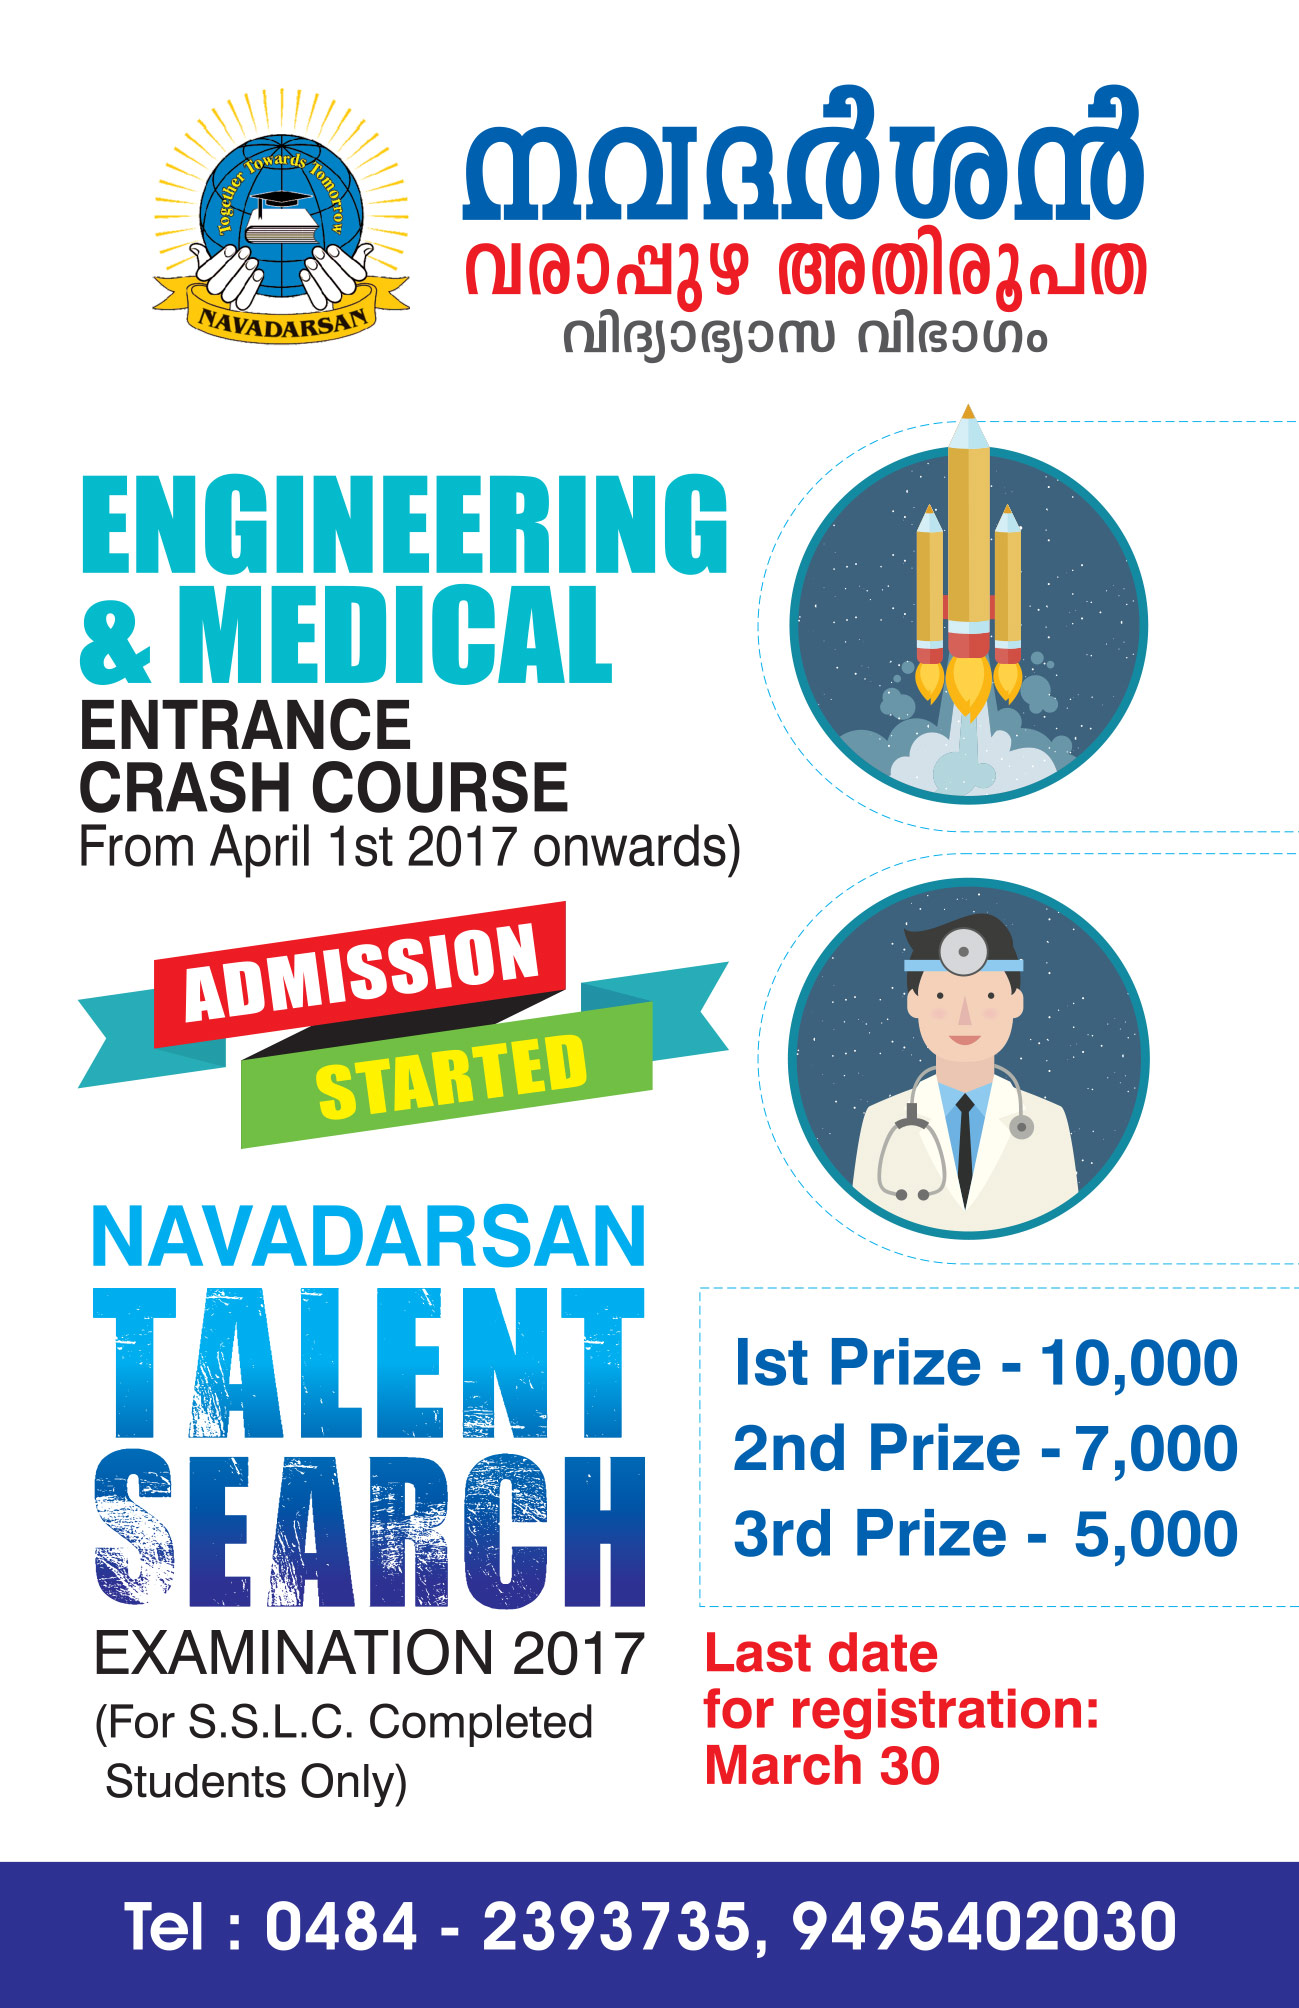 Together Towards Tomorrow
NAVADARSAN
നവദർശൻ
വരാപ്പുഴ അതിരൂപത
വിദ്യാഭ്യാസ വിഭാഗം
ENGINEERING
& MEDICAL
ENTRANCE
CRASH COURSE
From April 1st 2017 onwards)
ADMISSION
STARTED
NAVADARSAN
TALENT
SEARCH
EXAMINATION 2017
(For S.S.L.C. Completed
Students Only)
Ist Prize - 10,000
2nd Prize - 7,000
3rd Prize - 5,000
Last date
for registration:
March 30
Tel : 0484 - 2393735, 9495402030